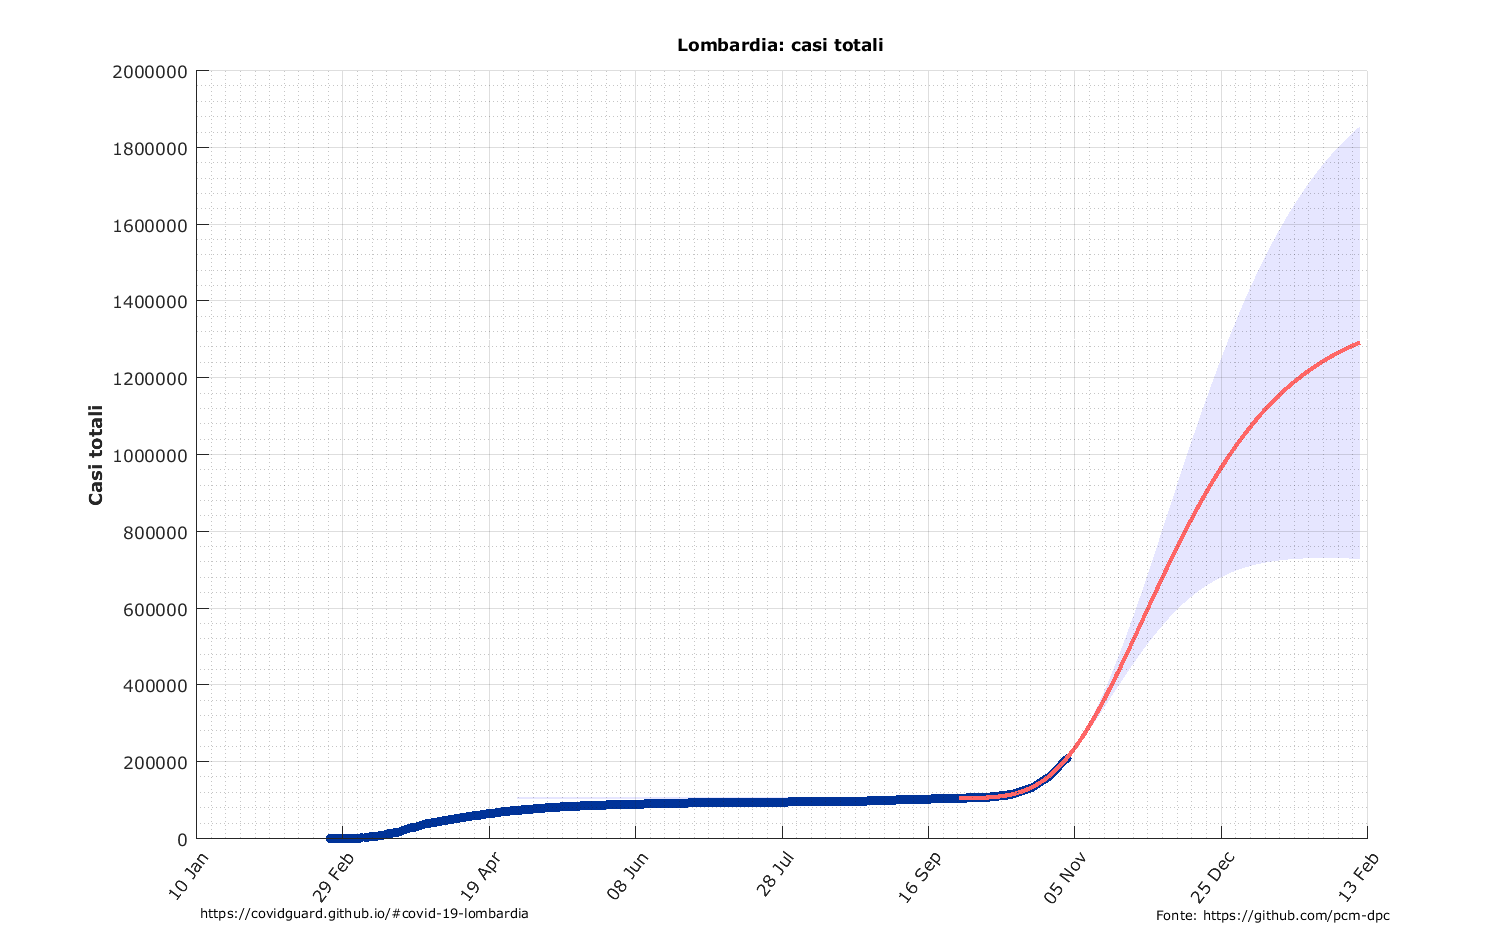 Lombardia: casi totali
2000000
1800000
1600000
1400000
1200000
1000000
800000
600000
400000
200000
0
Casi totali
10 Jan
29 Feb
19 Apr
08 Jun
28 Jul
16 Sep
05 Nov
25 Dec
13 Feb
https://covidguard.github.io/#covid-19-lombardia
Fonte: https://github.com/pcm-dpc